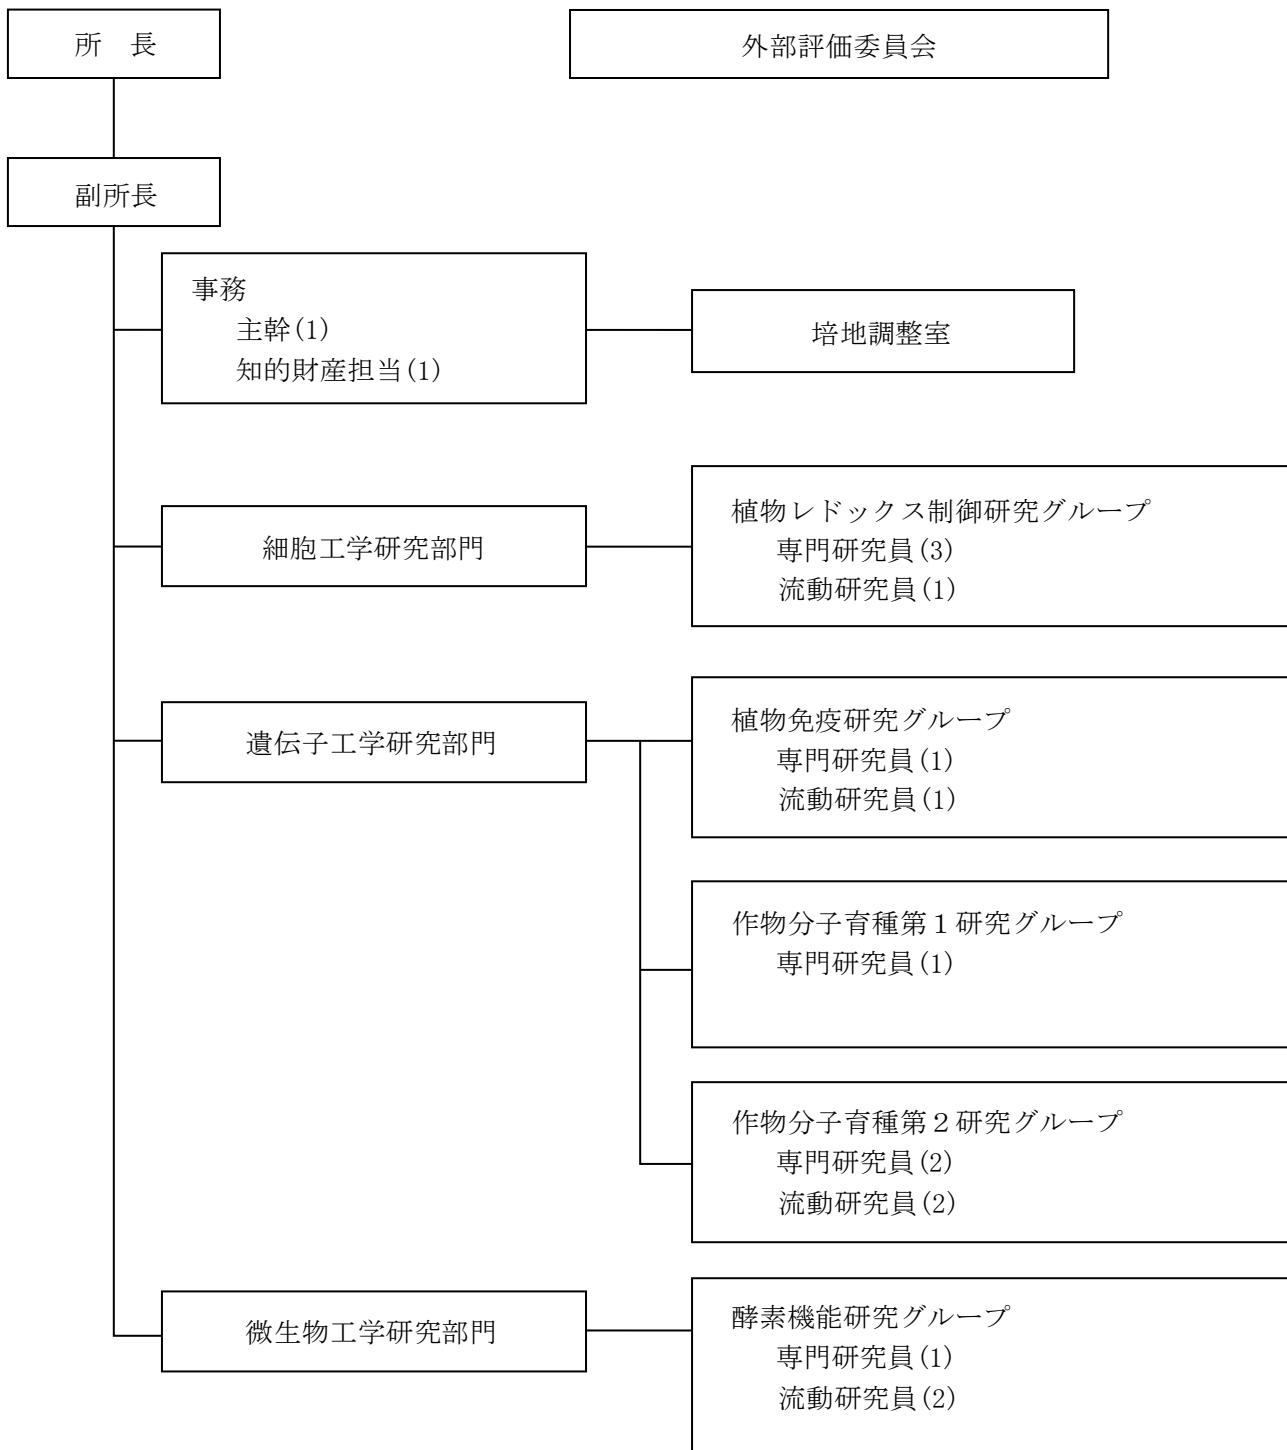 所　長
外部評価委員会
副所長
事務
主幹(1)
知的財産担当(1)
培地調整室
細胞工学研究部門
植物レドックス制御研究グループ
専門研究員(3)
流動研究員(1)
遺伝子工学研究部門
植物免疫研究グループ
専門研究員(1)
流動研究員(1)
作物分子育種第１研究グループ
専門研究員(1)
作物分子育種第２研究グループ
専門研究員(2)
流動研究員(2)
微生物工学研究部門
酵素機能研究グループ
専門研究員(1)
流動研究員(2)